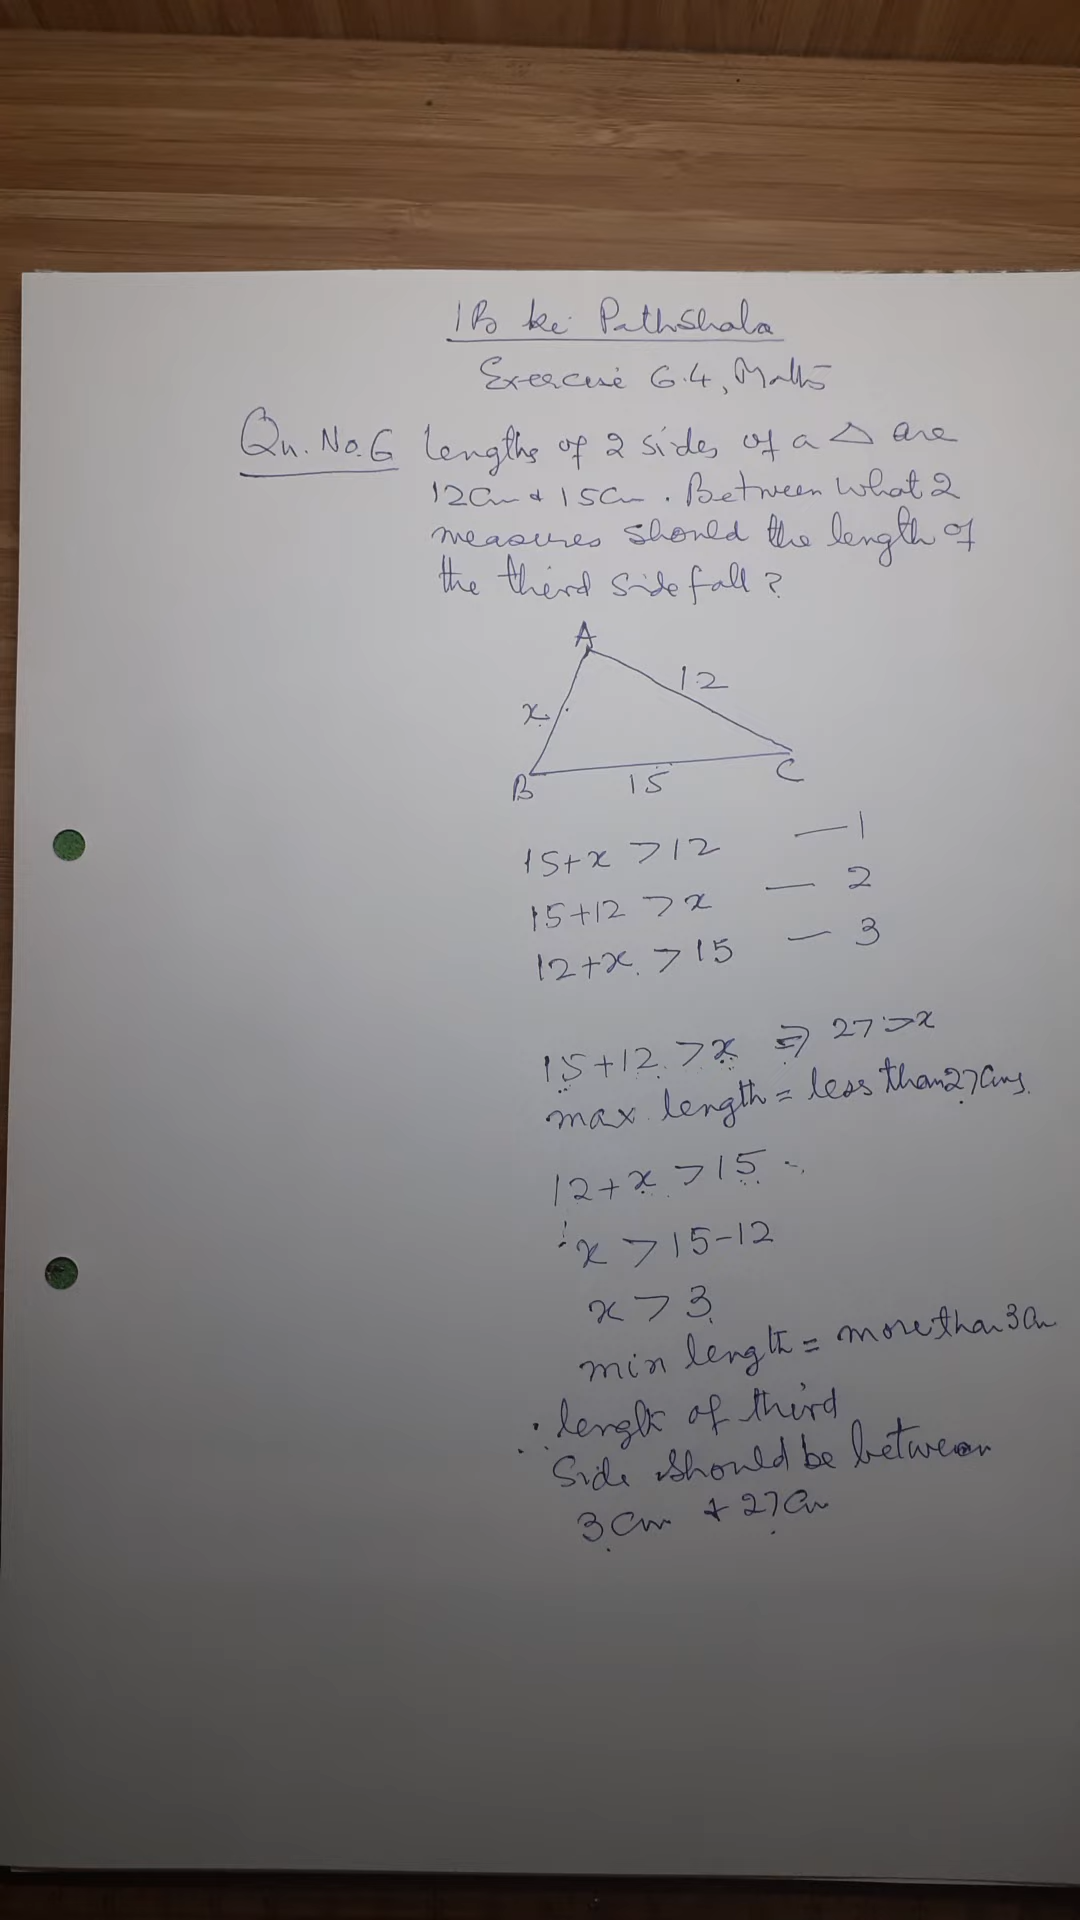 1B ki Pathshala
Exercise 6.4, Maths
Qn. No. 6 lengths of 2 sides of a △ are
12cm & 15cm. Between what 2
measures should the length of
the third side fall?
A
12
x
B
15
C
15+x >12 — 1
15+12 >x — 2
12+x >15 — 3
15+12 >x ⇒ 27>x
max length = less than 27cms.
12+x >15
x >15-12
x > 3
min length = more than 3cm
∴ length of third
side should be between
3cm & 27cm